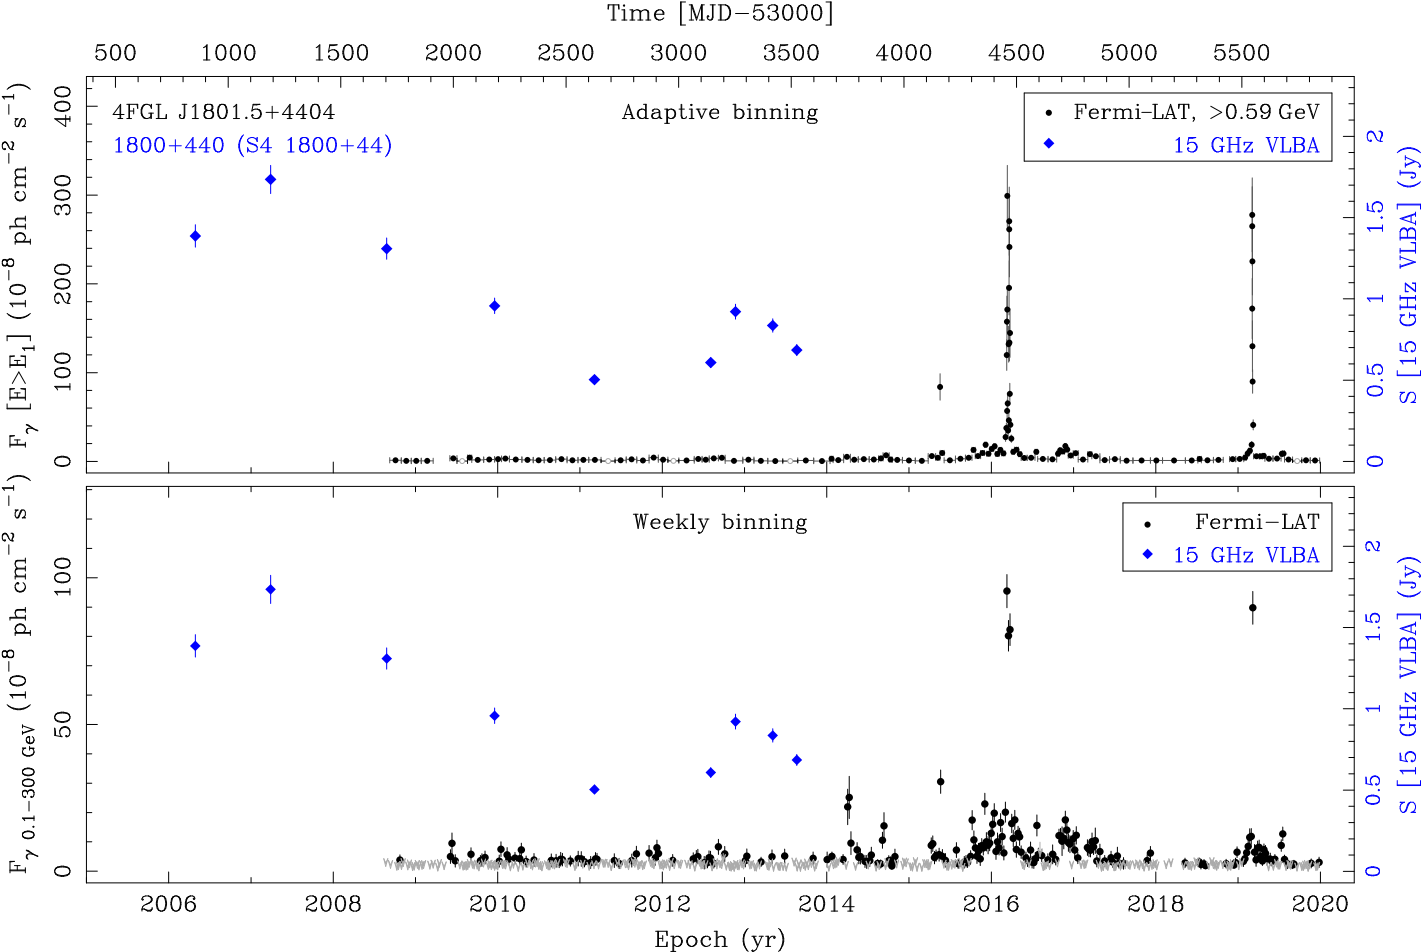 Time [MJD−53000]
500 1000 1500 2000 2500 3000 3500 4000 4500 5000 5500
4FGL J1801.5+4404
1800+440 (S4 1800+44)
Adaptive binning
Fermi−LAT, >0.59 GeV
15 GHz VLBA
F_γ [E>E_1] (10^−8 ph cm^−2 s^−1)
0 100 200 300 400
S [15 GHz VLBA] (Jy)
0 0.5 1 1.5 2
Weekly binning
Fermi−LAT
15 GHz VLBA
F_γ 0.1−300 GeV (10^−8 ph cm^−2 s^−1)
0 50 100
S [15 GHz VLBA] (Jy)
0 0.5 1 1.5 2
2006 2008 2010 2012 2014 2016 2018 2020
Epoch (yr)